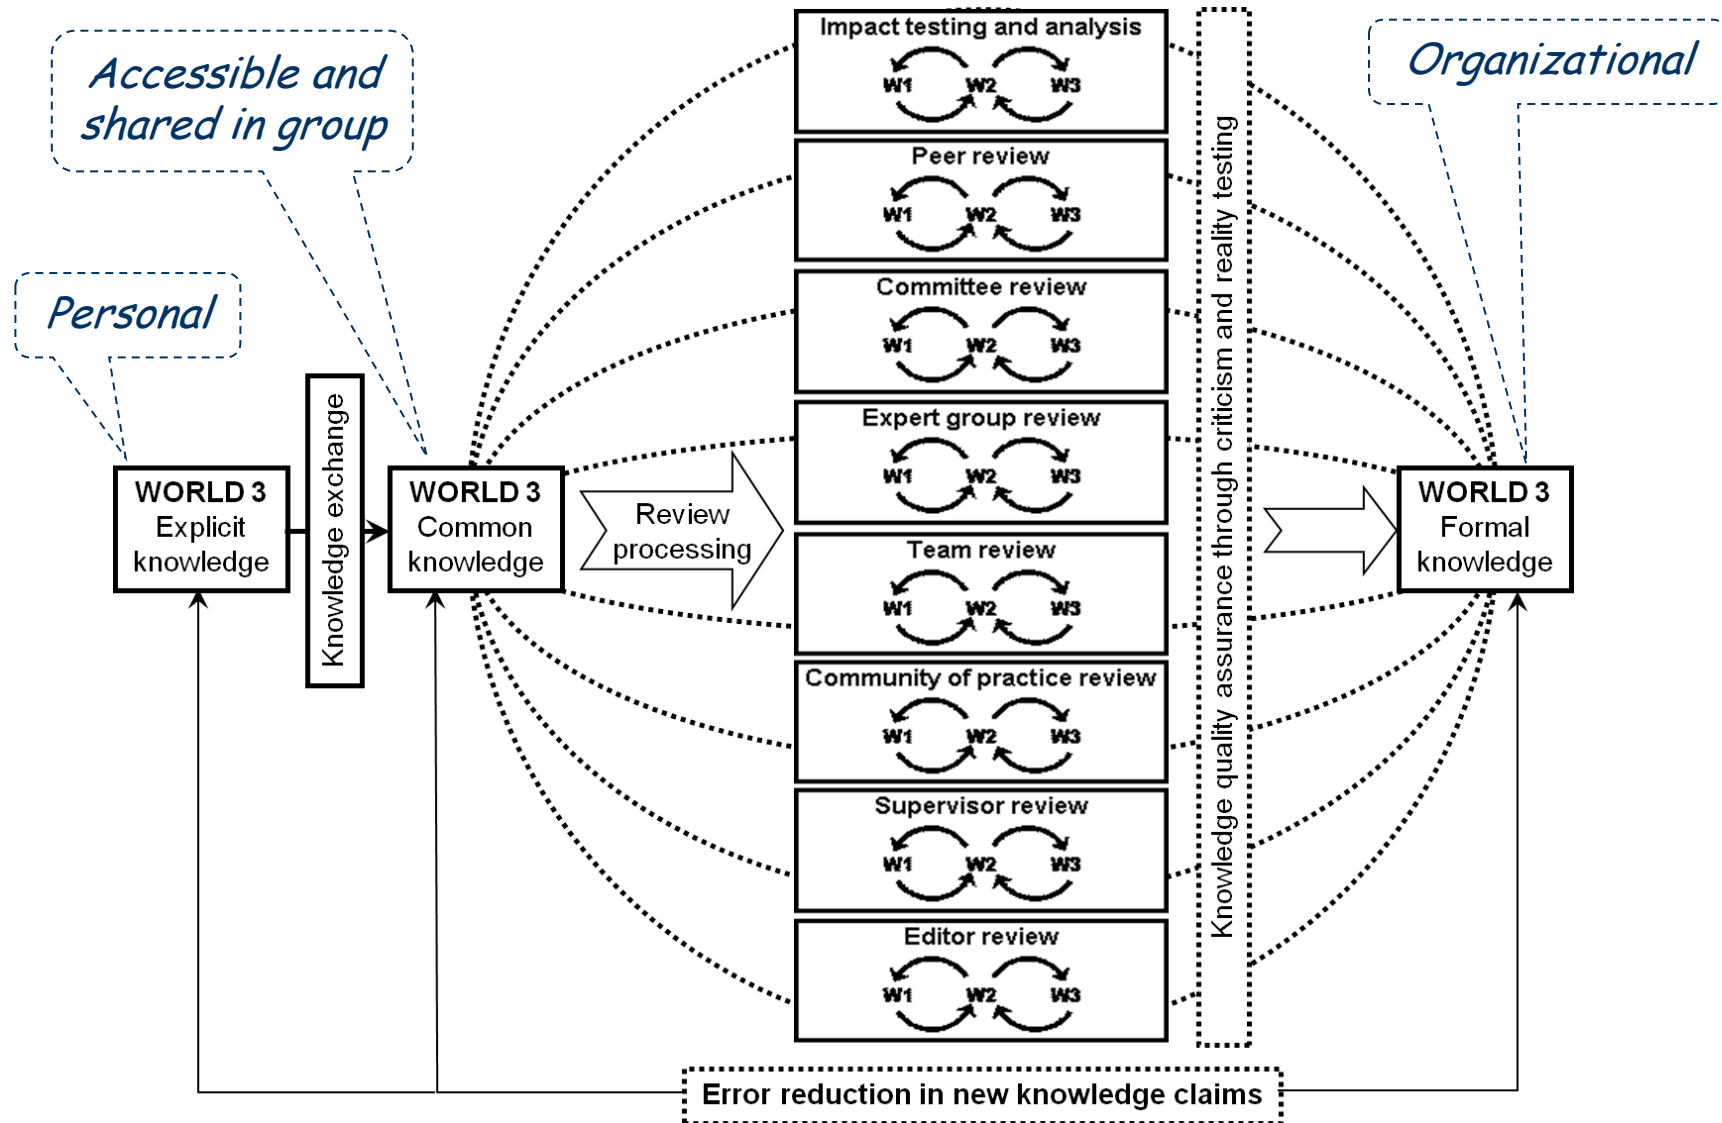 Accessible and
shared in group
Personal
Organizational
WORLD 3
Explicit
knowledge
Knowledge exchange
WORLD 3
Common
knowledge
Review
processing
Impact testing and analysis
W1 W2 W3
Peer review
W1 W2 W3
Committee review
W1 W2 W3
Expert group review
W1 W2 W3
Team review
W1 W2 W3
Community of practice review
W1 W2 W3
Supervisor review
W1 W2 W3
Editor review
W1 W2 W3
Knowledge quality assurance through criticism and reality testing
WORLD 3
Formal
knowledge
Error reduction in new knowledge claims